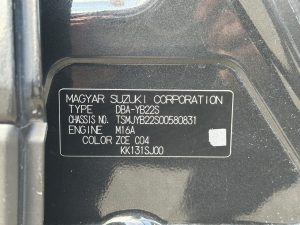 MAGYAR SUZUKI CORPORATION
TYPE DBA-YB22S
CHASSIS NO. TSMJYB22S00580831
ENGINE M16A
COLOR ZCE C04
KK131SJ00